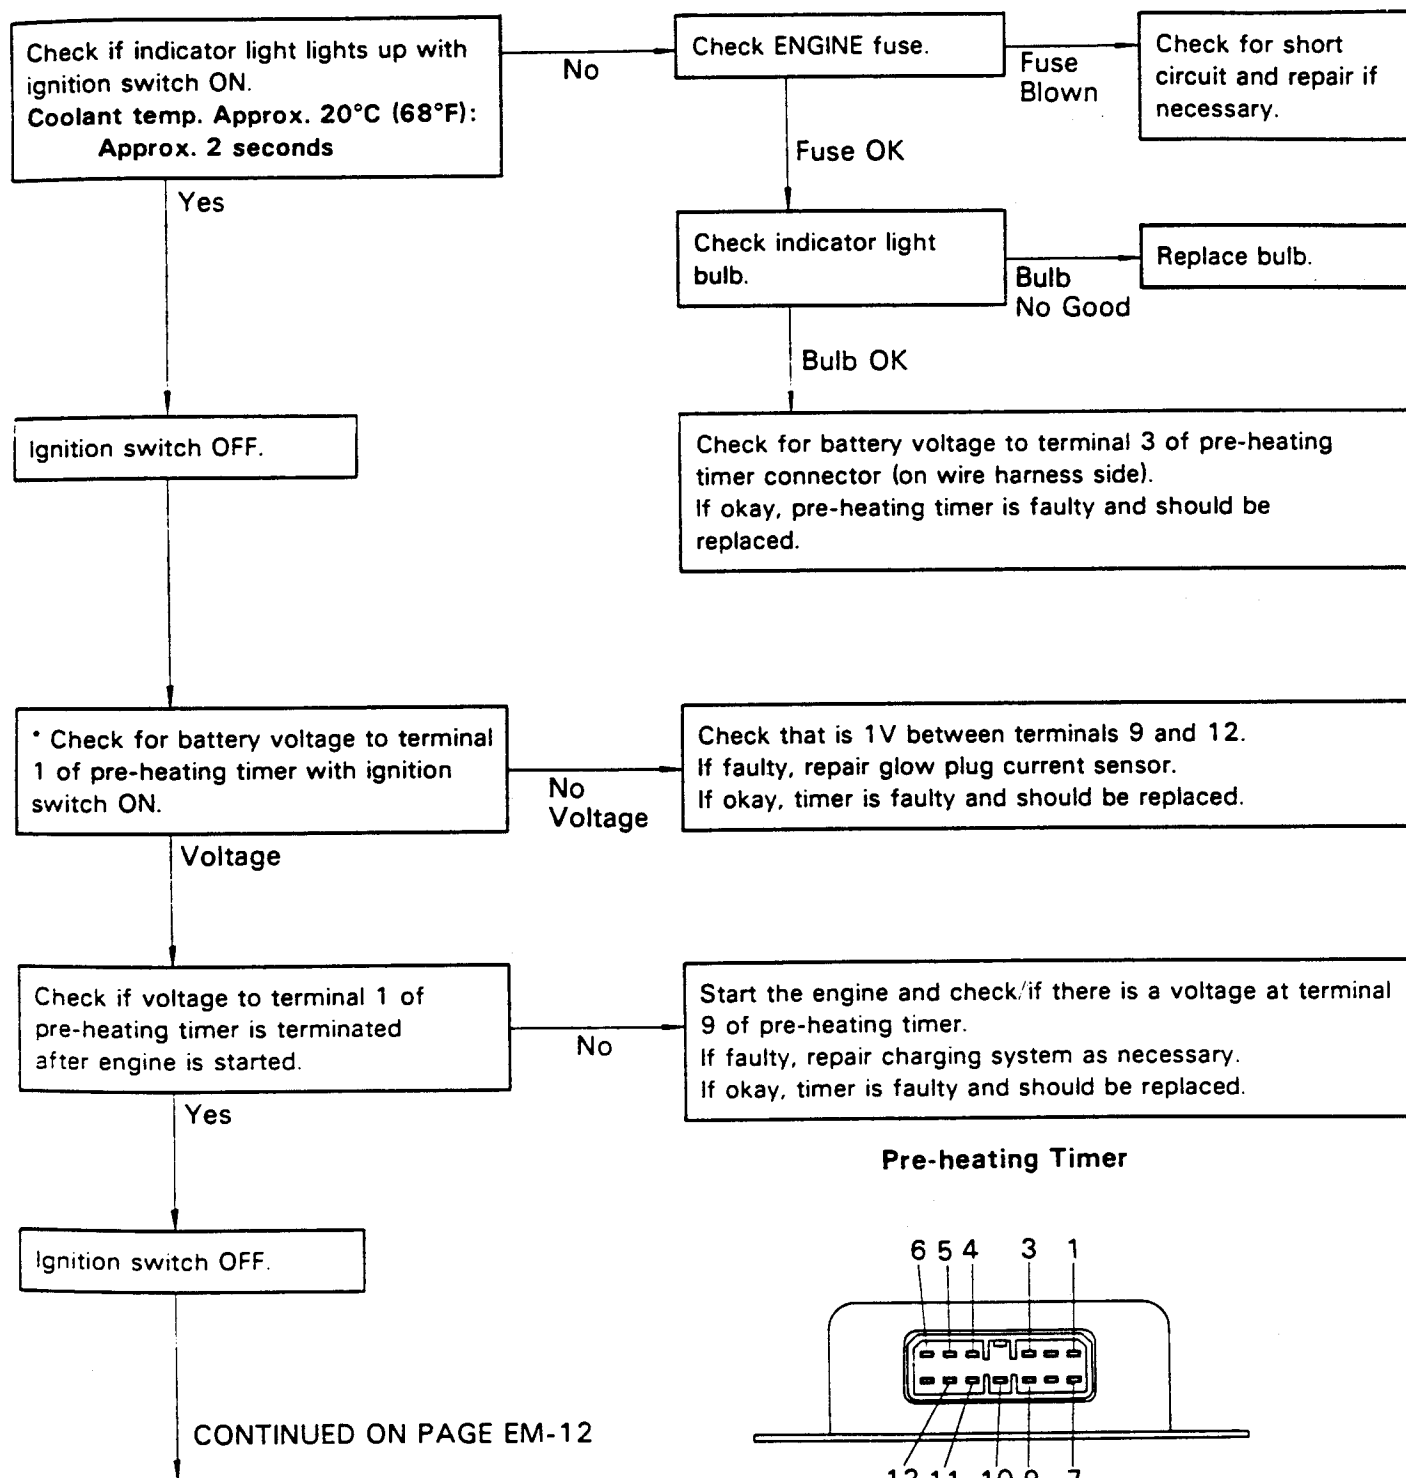 Check if indicator light lights up with
ignition switch ON.
Coolant temp. Approx. 20°C (68°F):
Approx. 2 seconds
No
Check ENGINE fuse.
Fuse
Blown
Check for short
circuit and repair if
necessary.
Fuse OK
Yes
Check indicator light
bulb.
Bulb
No Good
Replace bulb.
Bulb OK
Ignition switch OFF.
Check for battery voltage to terminal 3 of pre-heating
timer connector (on wire harness side).
If okay, pre-heating timer is faulty and should be
replaced.
* Check for battery voltage to terminal
1 of pre-heating timer with ignition
switch ON.
No
Voltage
Check that is 1V between terminals 9 and 12.
If faulty, repair glow plug current sensor.
If okay, timer is faulty and should be replaced.
Voltage
Check if voltage to terminal 1 of
pre-heating timer is terminated
after engine is started.
No
Start the engine and check/if there is a voltage at terminal
9 of pre-heating timer.
If faulty, repair charging system as necessary.
If okay, timer is faulty and should be replaced.
Yes
Ignition switch OFF.
CONTINUED ON PAGE EM-12
Pre-heating Timer
6 5 4 3 1
12 11 10 9 7